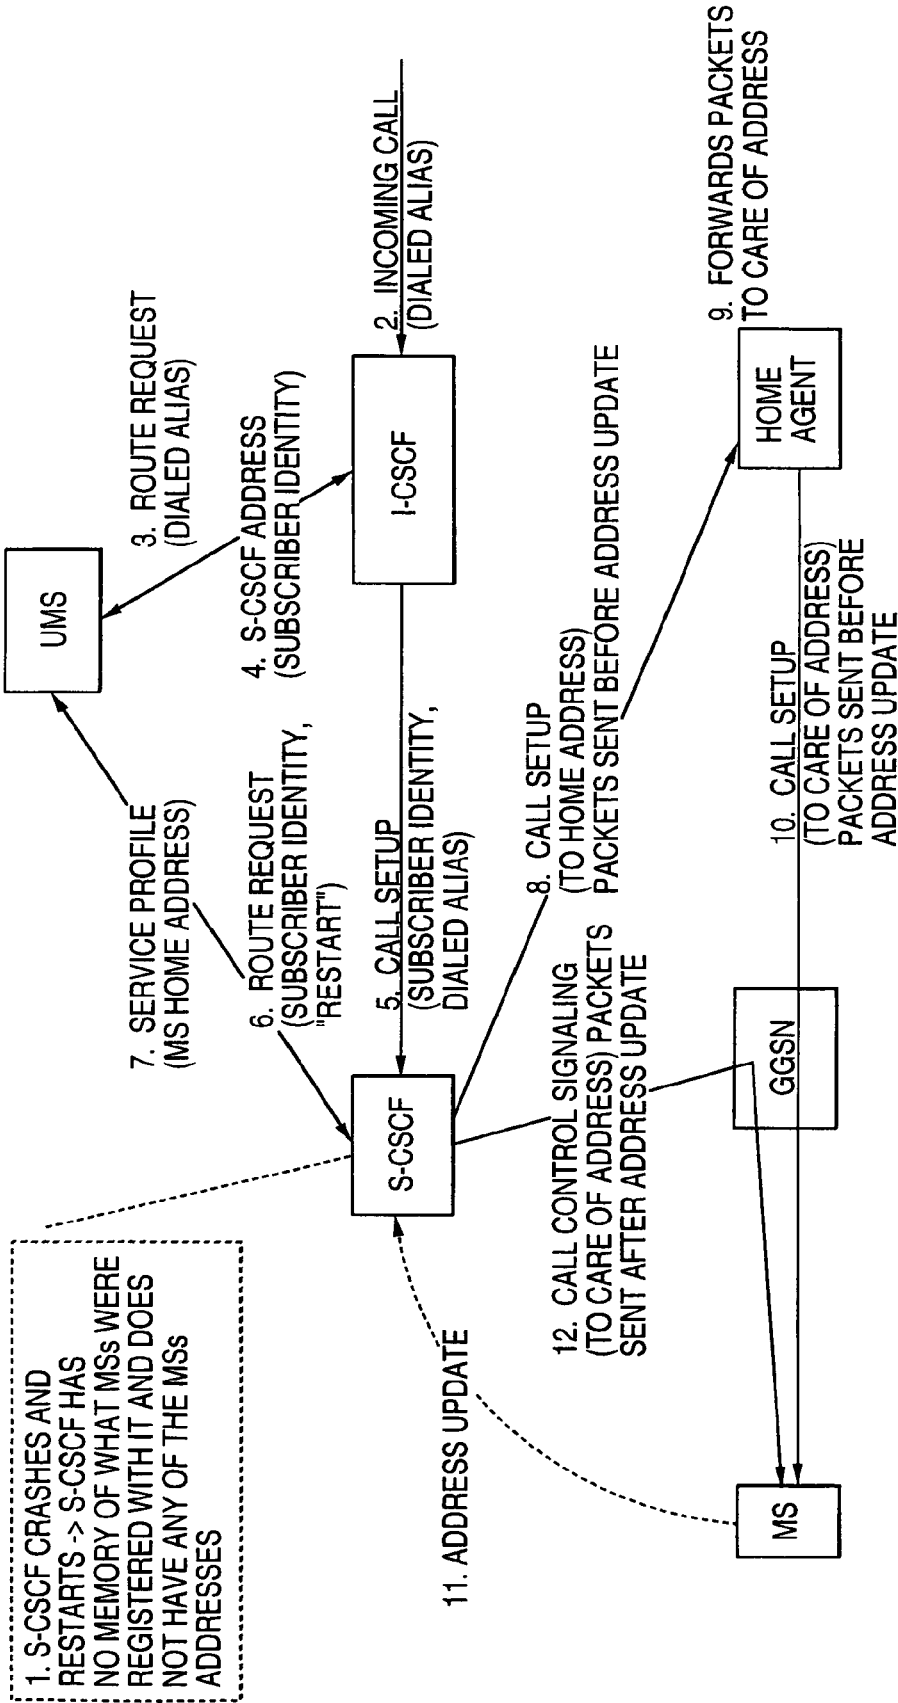 1. S-CSCF CRASHES AND
RESTARTS -> S-CSCF HAS
NO MEMORY OF WHAT MSs WERE
REGISTERED WITH IT AND DOES
NOT HAVE ANY OF THE MSs
ADDRESSES
UMS
3. ROUTE REQUEST
(DIALED ALIAS)
7. SERVICE PROFILE
(MS HOME ADDRESS)
4. S-CSCF ADDRESS
(SUBSCRIBER IDENTITY)
6. ROUTE REQUEST
(SUBSCRIBER IDENTITY,
"RESTART")
2. INCOMING CALL
(DIALED ALIAS)
I-CSCF
S-CSCF
5. CALL SETUP
(SUBSCRIBER IDENTITY,
DIALED ALIAS)
11. ADDRESS UPDATE
8. CALL SETUP
(TO HOME ADDRESS)
PACKETS SENT BEFORE ADDRESS UPDATE
12. CALL CONTROL SIGNALING
(TO CARE OF ADDRESS) PACKETS
SENT AFTER ADDRESS UPDATE
9. FORWARDS PACKETS
TO CARE OF ADDRESS
HOME
AGENT
GGSN
MS
10. CALL SETUP
(TO CARE OF ADDRESS)
PACKETS SENT BEFORE
ADDRESS UPDATE